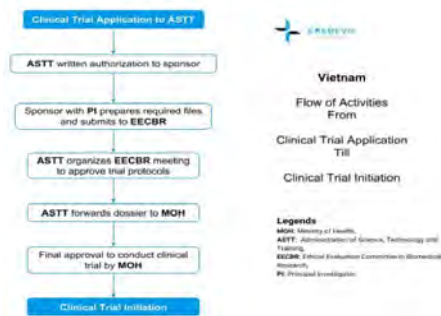 Clinical Trial Application to ASTT
ASTT written authorization to sponsor
Sponsor with PI prepares required files
and submits to EECBR
ASTT organizes EECBR meeting
to approve trial protocols
ASTT forwards dossier to MOH
Final approval to conduct clinical
trial by MOH
Clinical Trial Initiation
Vietnam
Flow of Activities
From
Clinical Trial Application
Till
Clinical Trial Initiation
Legends
MOH: Ministry of Health,
ASTT: Administration of Science, Technology and
Training,
EECBR: Ethical Evaluation Committee in Biomedical
Research,
PI: Principal Investigator